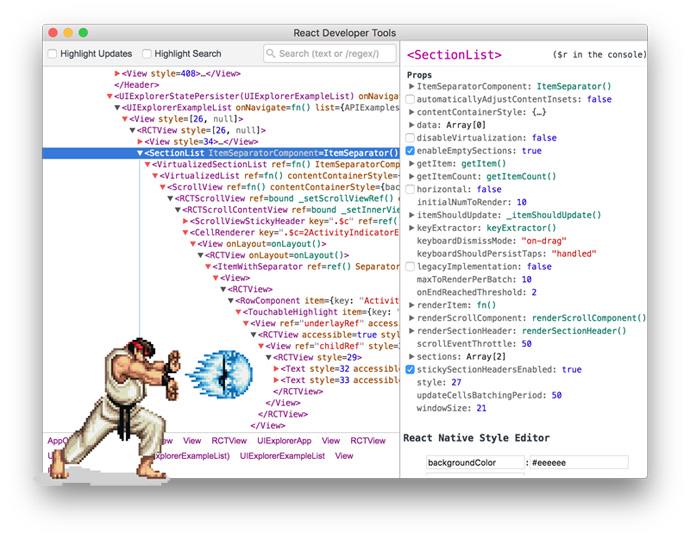 React Developer Tools
Highlight Updates
Highlight Search
Search (text or /regex/)
<View style=408>…</View>
</Header>
<UIExplorerStatePersister(UIExplorerExampleList) onNavigate
<UIExplorerExampleList onNavigate=fn() list={APIExamples
<View style=[26, null]>
<RCTView style=[26, null]>
<View style=34>…</View>
<SectionList ItemSeparatorComponent=ItemSeparator()
<VirtualizedSectionList ref=fn() ItemSeparatorComp
<VirtualizedList ref=fn() contentContainerStyle={
<ScrollView ref=fn() contentContainerStyle={bac
<RCTScrollView ref=bound _setScrollViewRef()
<RCTScrollContentView ref=bound _setInnerVie
<ScrollViewStickyHeader key=".$c" ref=ref()
<CellRenderer key=".$c=2ActivityIndicatorE
<View onLayout=onLayout()>
<RCTView onLayout=onLayout()>
<ItemWithSeparator ref=ref() Separator
<View>
<RCTView>
<RowComponent item={key: "Activit
<TouchableHighlight item={key:
<View ref="underlayRef" access
<RCTView accessible=true style
<View ref="childRef" style=
<RCTView style=29>
<Text style=32 accessible
<Text style=33 accessible
</RCTView>
</View>
</RCTView>
</View>
View View RCTView UIExplorerApp View RCTView
xplorerExampleList) UIExplorerExampleList View
<SectionList>
($r in the console)
Props
ItemSeparatorComponent: ItemSeparator()
automaticallyAdjustContentInsets: false
contentContainerStyle: {…}
data: Array[0]
disableVirtualization: false
enableEmptySections: true
getItem: getItem()
getItemCount: getItemCount()
horizontal: false
initialNumToRender: 10
itemShouldUpdate: _itemShouldUpdate()
keyExtractor: keyExtractor()
keyboardDismissMode: "on-drag"
keyboardShouldPersistTaps: "handled"
legacyImplementation: false
maxToRenderPerBatch: 10
onEndReachedThreshold: 2
renderItem: fn()
renderScrollComponent: renderScrollComponent()
renderSectionHeader: renderSectionHeader()
scrollEventThrottle: 50
sections: Array[2]
stickySectionHeadersEnabled: true
style: 27
updateCellsBatchingPeriod: 50
windowSize: 21
React Native Style Editor
backgroundColor : #eeeeee